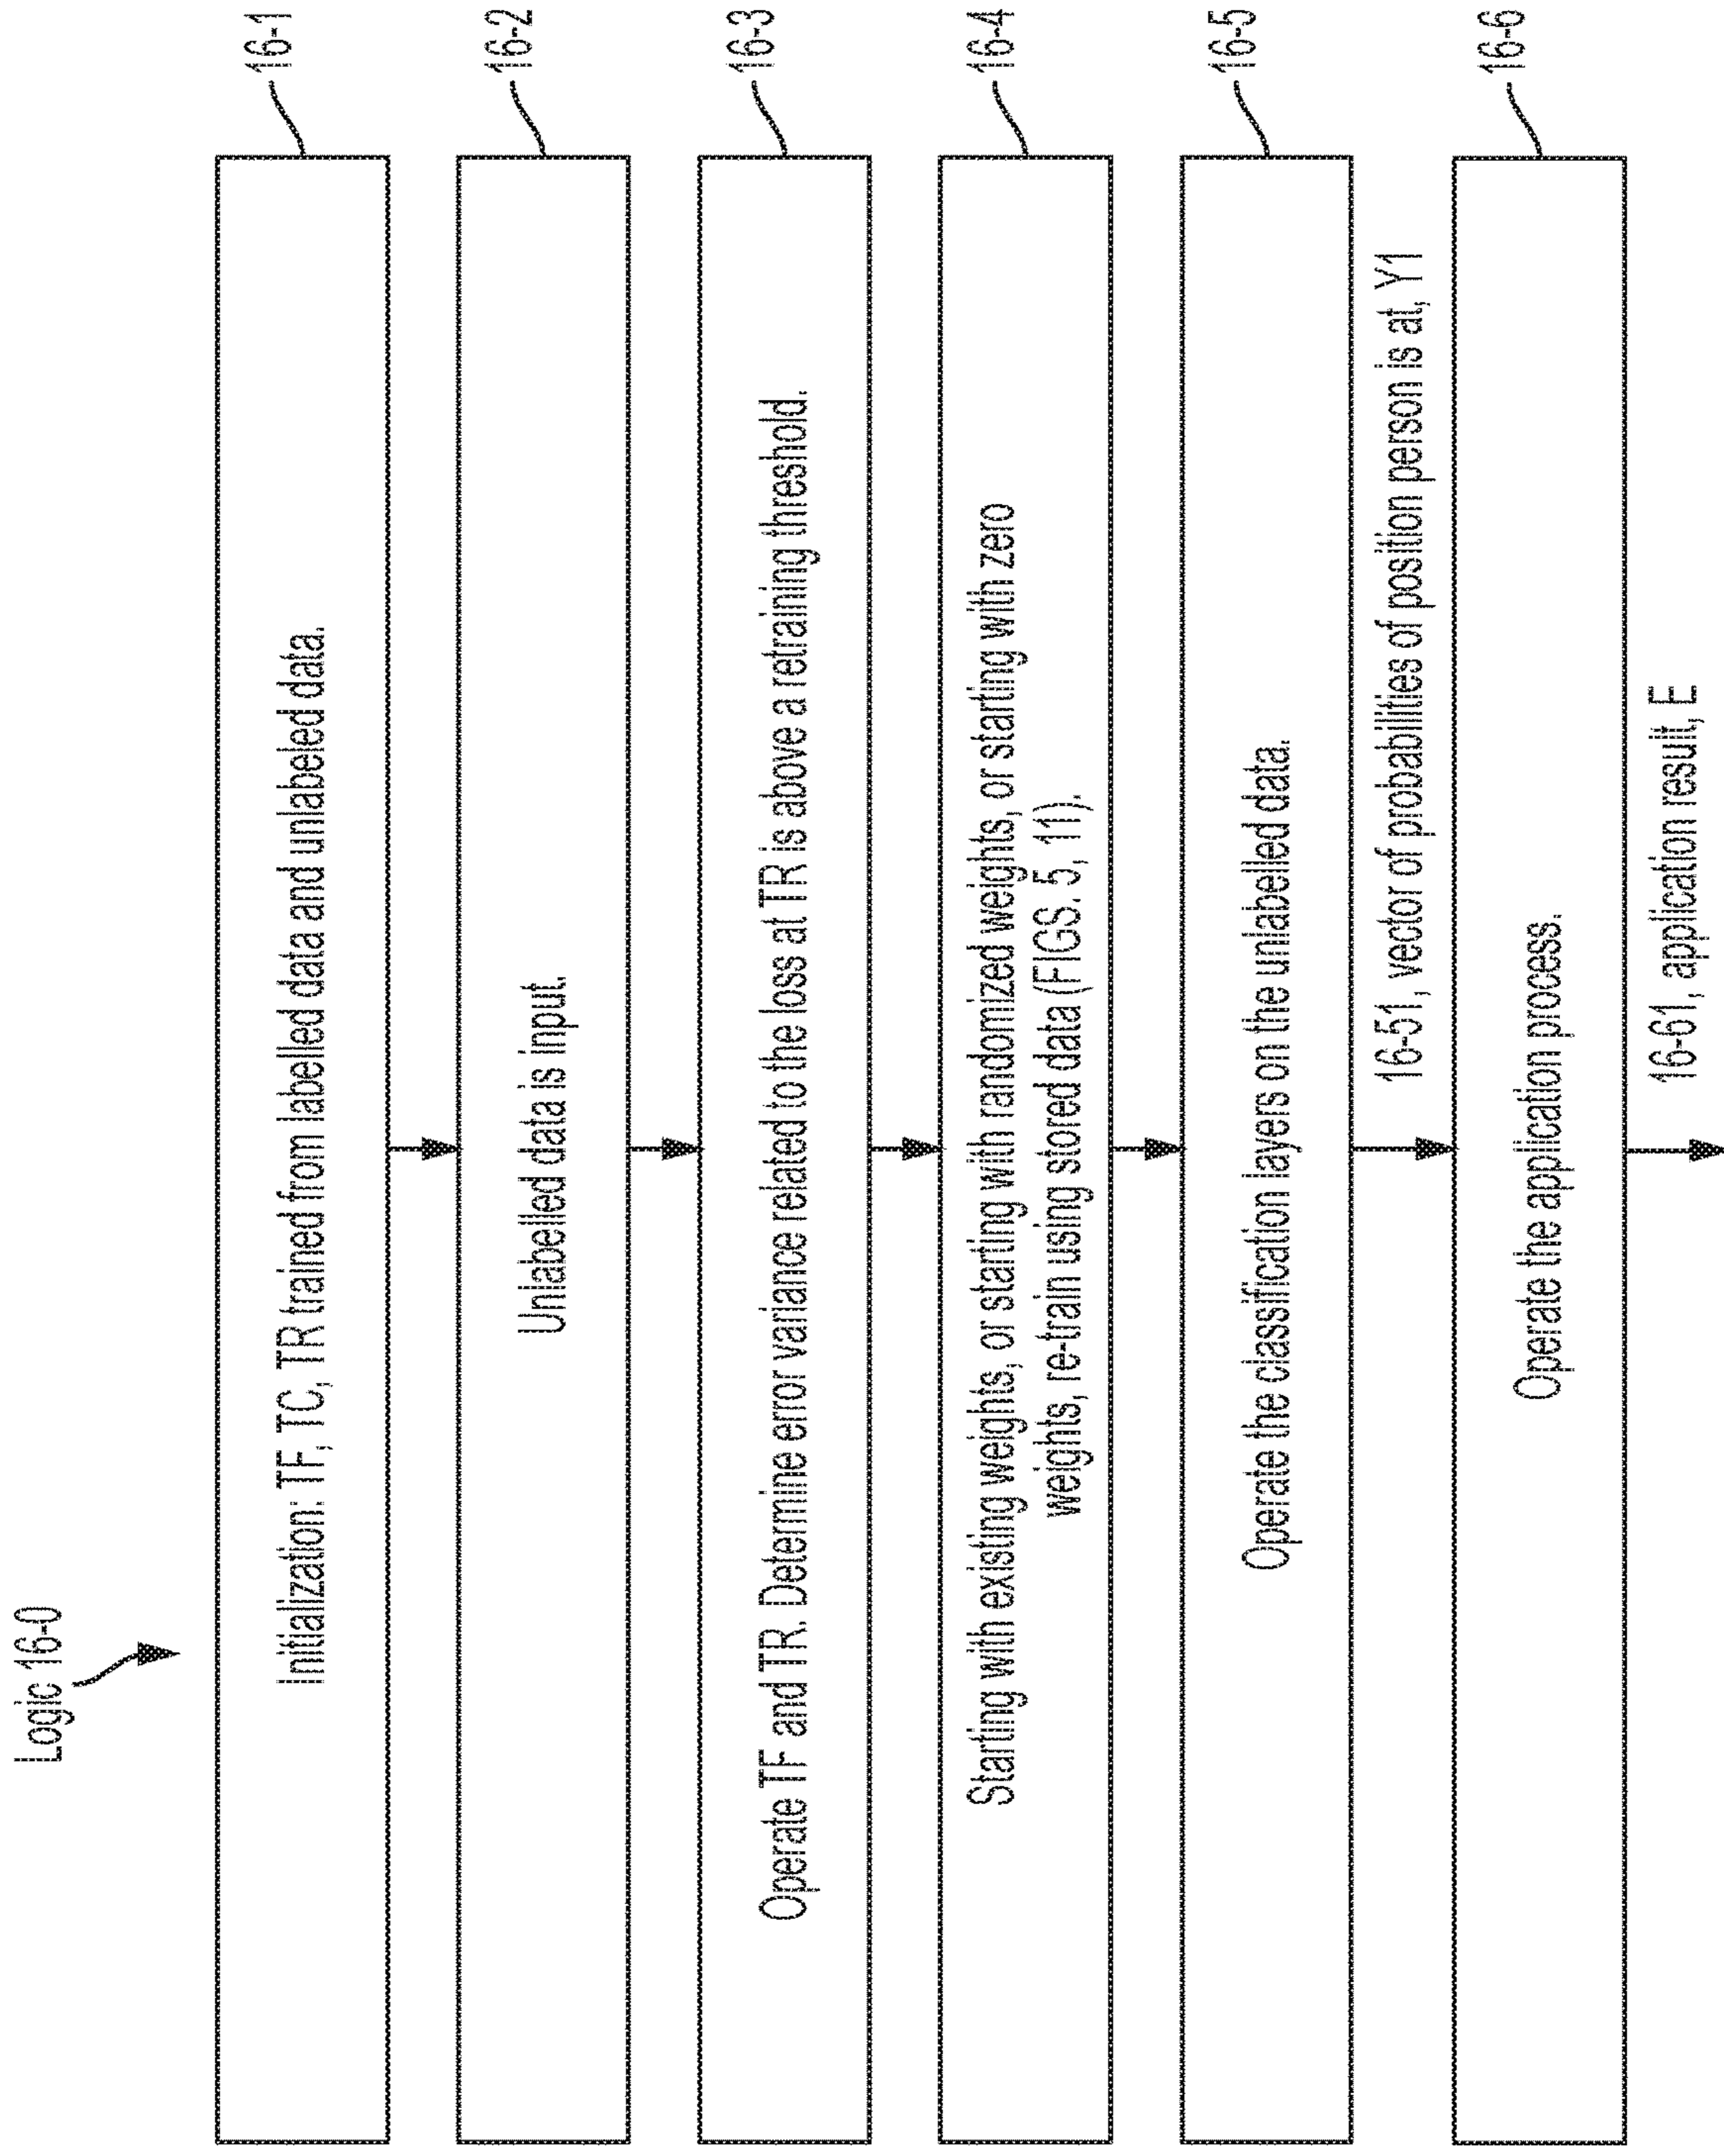 Logic 16-0
16-1
Initialization: TF, TC, TR trained from labelled data and unlabeled data.
16-2
Unlabelled data is input.
16-3
Operate TF and TR. Determine error variance related to the loss at TR is above a retraining threshold.
16-4
Starting with existing weights, or starting with randomized weights, or starting with zero
weights, re-train using stored data (FIGS. 5, 11).
16-5
Operate the classification layers on the unlabelled data.
16-51, vector of probabilities of position person is at, Y1
16-6
Operate the application process.
16-61, application result, E